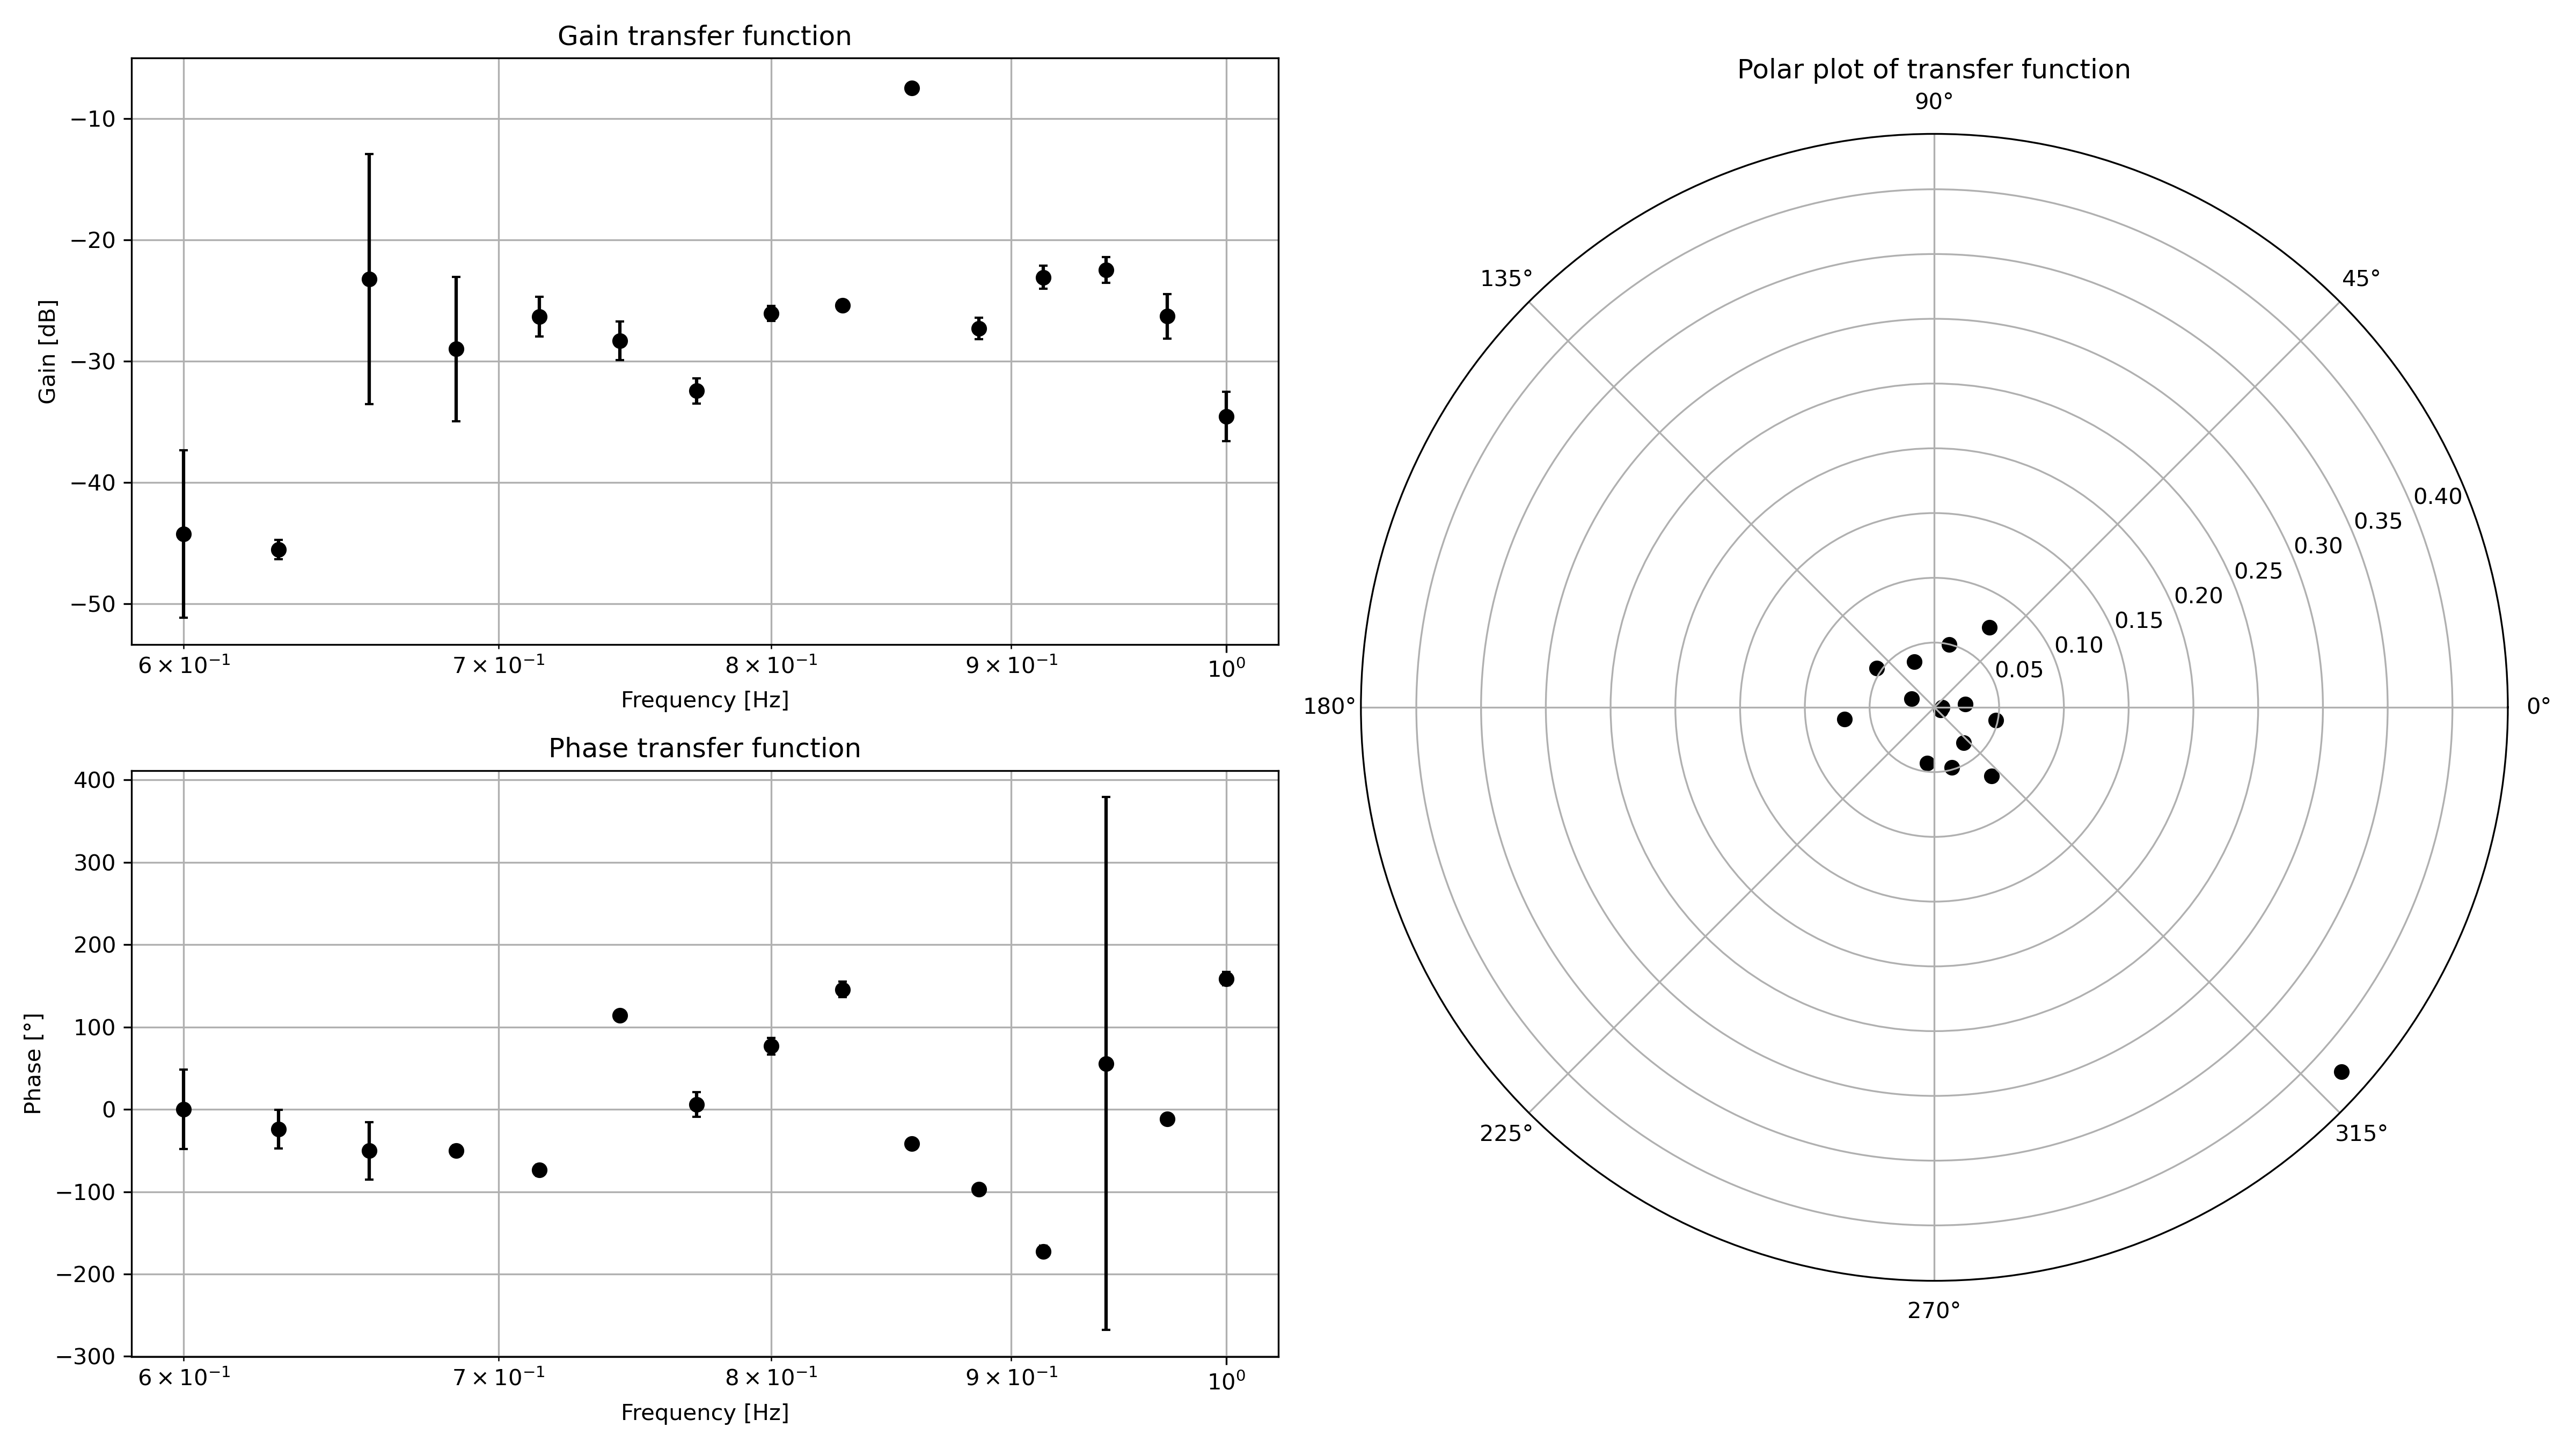 Gain transfer function
Gain [dB]
−10
−20
−30
−40
−50
6 × 10⁻¹ 7 × 10⁻¹ 8 × 10⁻¹ 9 × 10⁻¹ 10⁰
Frequency [Hz]
Phase transfer function
Phase [°]
400
300
200
100
0
−100
−200
−300
6 × 10⁻¹ 7 × 10⁻¹ 8 × 10⁻¹ 9 × 10⁻¹ 10⁰
Frequency [Hz]
Polar plot of transfer function
90°
135° 45°
0.40
0.35
0.30
0.25
0.20
0.15
0.10
0.05
180° 0°
225° 315°
270°